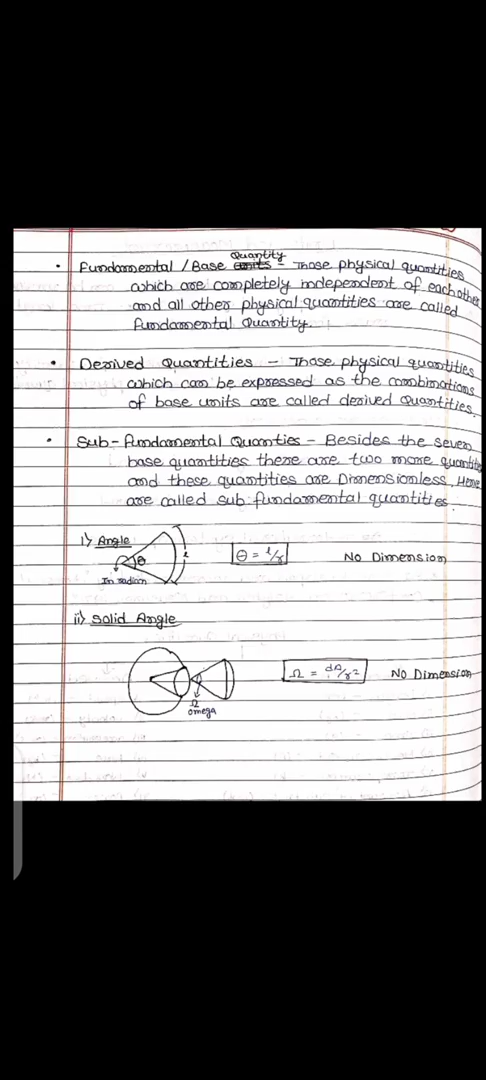 Quantity
• Fundamental / Base units - Those physical quantities
which are completely independent of each other
and all other physical quantities are called
Fundamental Quantity.
• Derived Quantities - Those physical quantities
which can be expressed as the combinations
of base units are called derived Quantities.
• Sub-fundamental Quanties - Besides the seven
base quantities there are two more quantities
and these quantities are Dimensionless. Hence
are called sub fundamental quantities.
i) Angle
θ l
θ = l/r No Dimension
In radian
ii) Solid Angle
Ω = dA/r² No Dimension
Ω
omega